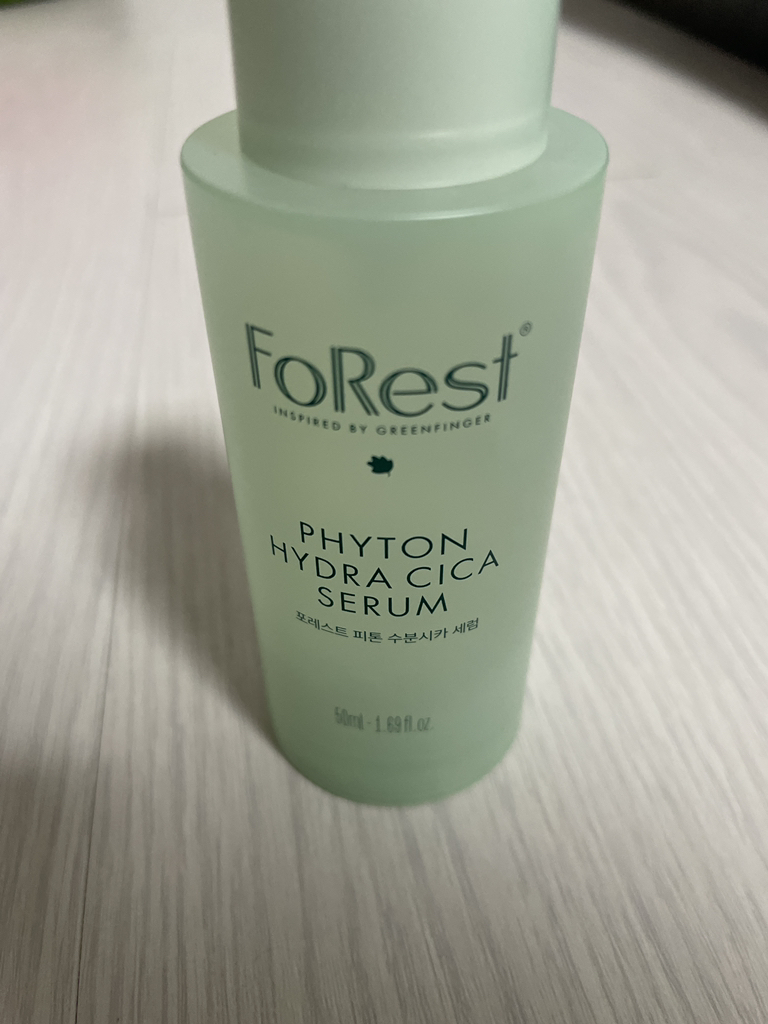 FoRest®
INSPIRED BY GREENFINGER
PHYTON
HYDRA CICA
SERUM
포레스트 피톤 수분시카 세럼
50ml · 1.69 fl.oz.